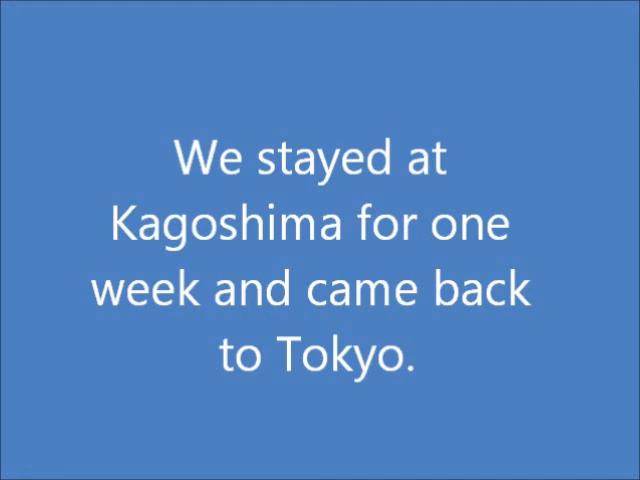 We stayed at
Kagoshima for one
week and came back
to Tokyo.